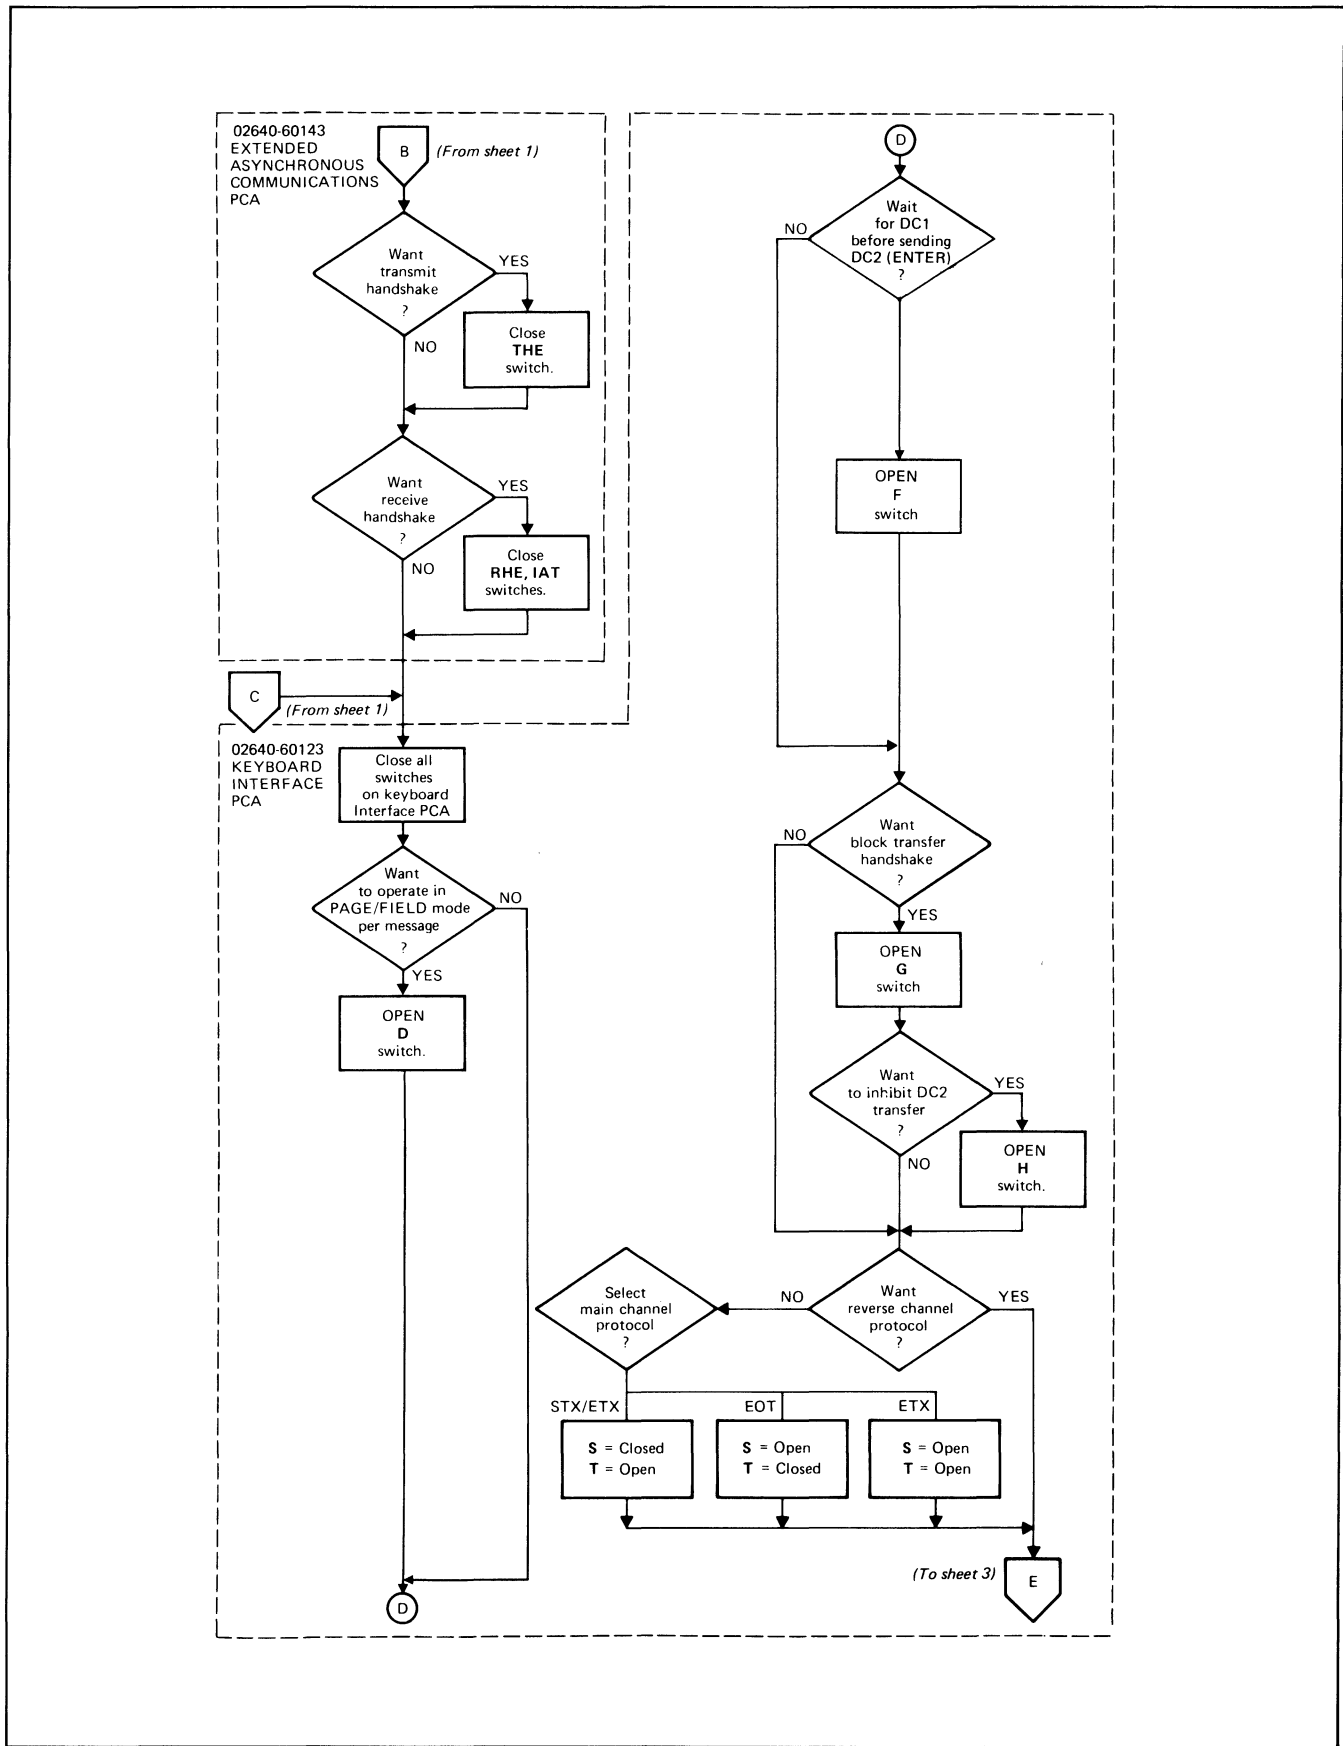 02640-60143
EXTENDED
ASYNCHRONOUS
COMMUNICATIONS
PCA
B
(From sheet 1)
Want
transmit
handshake
?
YES
NO
Close
THE
switch.
Want
receive
handshake
?
YES
NO
Close
RHE, IAT
switches.
C
(From sheet 1)
02640-60123
KEYBOARD
INTERFACE
PCA
Close all
switches
on keyboard
Interface PCA
Want
to operate in
PAGE/FIELD mode
per message
?
NO
YES
OPEN
D
switch.
D
D
Wait
for DC1
before sending
DC2 (ENTER)
?
NO
OPEN
F
switch
Want
block transfer
handshake
?
NO
YES
OPEN
G
switch
Want
to inhibit DC2
transfer
?
YES
NO
OPEN
H
switch.
Want
reverse channel
protocol
?
NO
YES
Select
main channel
protocol
?
STX/ETX
EOT
ETX
S = Closed
T = Open
S = Open
T = Closed
S = Open
T = Open
(To sheet 3)
E